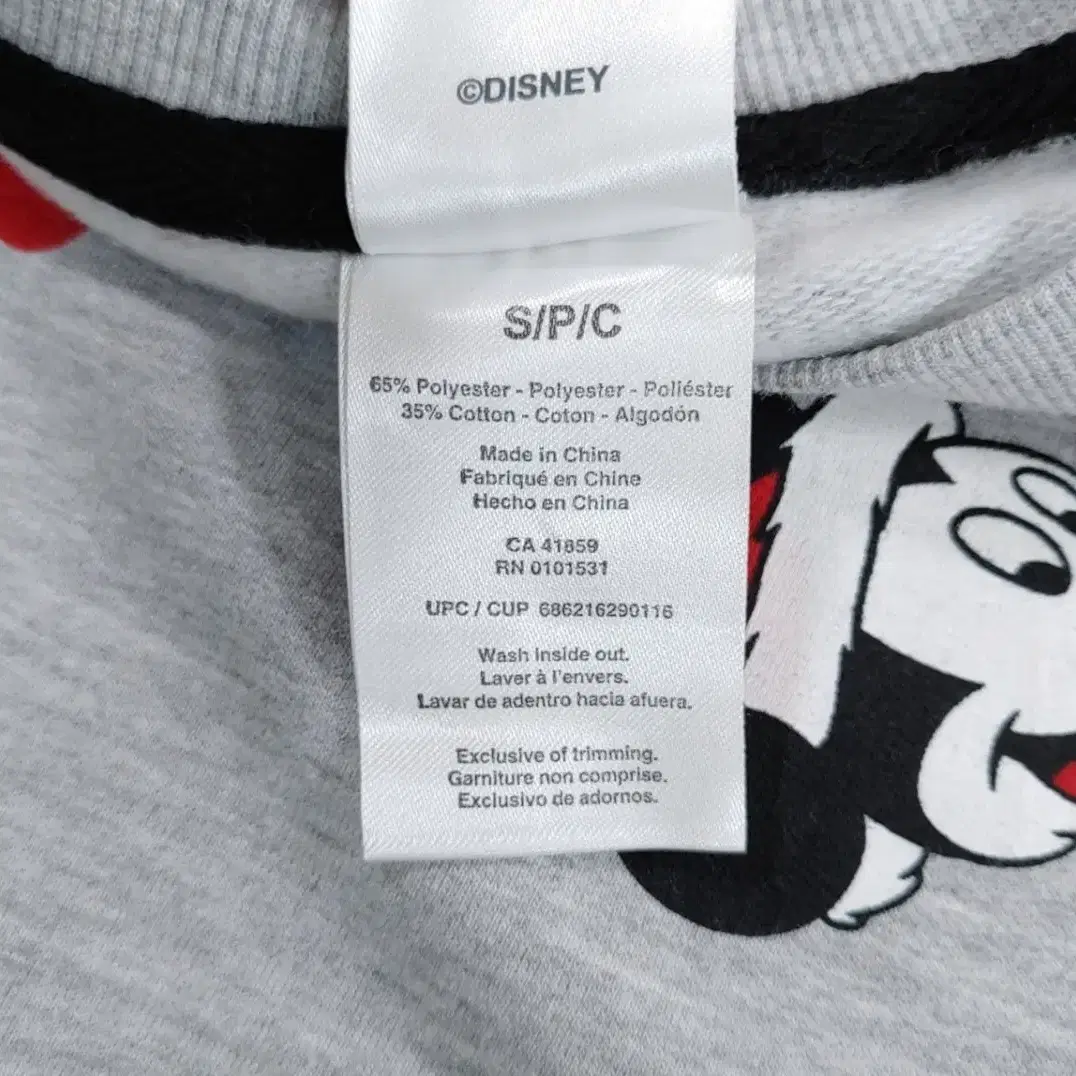 ©DISNEY
S/P/C
65% Polyester - Polyester - Poliéster
35% Cotton - Coton - Algodón
Made in China
Fabriqué en Chine
Hecho en China
CA 41859
RN 0101531
UPC / CUP 686216290116
Wash inside out.
Laver à l'envers.
Lavar de adentro hacia afuera.
Exclusive of trimming.
Garniture non comprise.
Exclusivo de adornos.